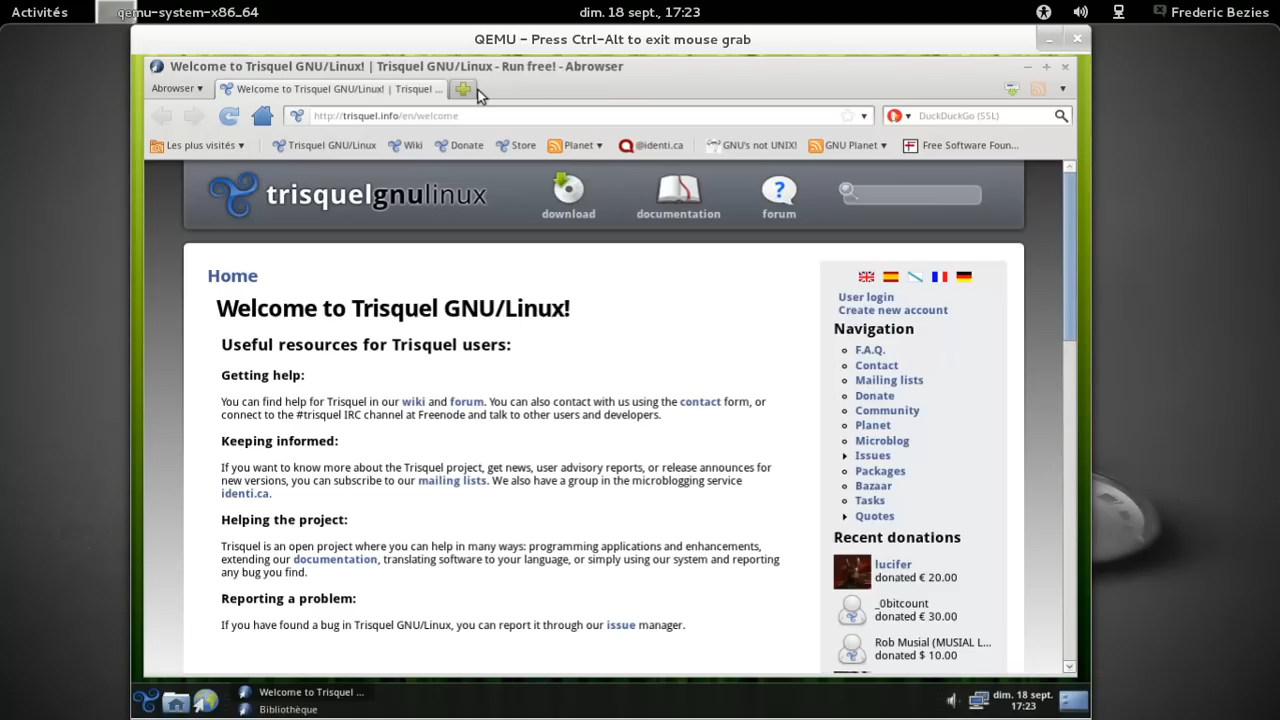 Activités
qemu-system-x86_64
dim. 18 sept., 17:23
Frederic Bezies
QEMU - Press Ctrl-Alt to exit mouse grab
Welcome to Trisquel GNU/Linux! | Trisquel GNU/Linux - Run free! - Abrowser
Abrowser
Welcome to Trisquel GNU/Linux! | Trisquel ...
http://trisquel.info/en/welcome
DuckDuckGo (SSL)
Les plus visités
Trisquel GNU/Linux
Wiki
Donate
Store
Planet
@identi.ca
GNU's not UNIX!
GNU Planet
Free Software Foun...
trisquelgnulinux
download
documentation
forum
Home
Welcome to Trisquel GNU/Linux!
Useful resources for Trisquel users:
Getting help:
You can find help for Trisquel in our wiki and forum. You can also contact with us using the contact form, or
connect to the #trisquel IRC channel at Freenode and talk to other users and developers.
Keeping informed:
If you want to know more about the Trisquel project, get news, user advisory reports, or release announces for
new versions, you can subscribe to our mailing lists. We also have a group in the microblogging service
identi.ca.
Helping the project:
Trisquel is an open project where you can help in many ways: programming applications and enhancements,
extending our documentation, translating software to your language, or simply using our system and reporting
any bug you find.
Reporting a problem:
If you have found a bug in Trisquel GNU/Linux, you can report it through our issue manager.
User login
Create new account
Navigation
F.A.Q.
Contact
Mailing lists
Donate
Community
Planet
Microblog
Issues
Packages
Bazaar
Tasks
Quotes
Recent donations
lucifer
donated € 20.00
_0bitcount
donated € 30.00
Rob Musial (MUSIAL L...
donated $ 10.00
Welcome to Trisquel ...
Bibliothèque
dim. 18 sept.
17:23